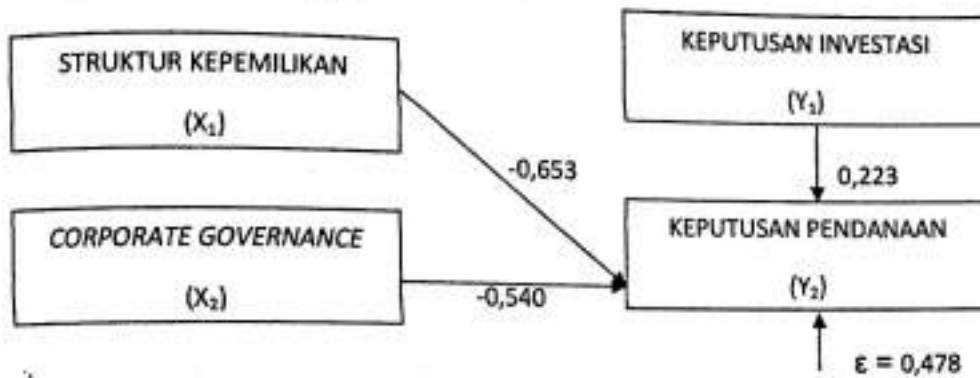 STRUKTUR KEPEMILIKAN
(X₁)
KEPUTUSAN INVESTASI
(Y₁)
-0,653
0,223
CORPORATE GOVERNANCE
(X₂)
-0,540
KEPUTUSAN PENDANAAN
(Y₂)
ε = 0,478